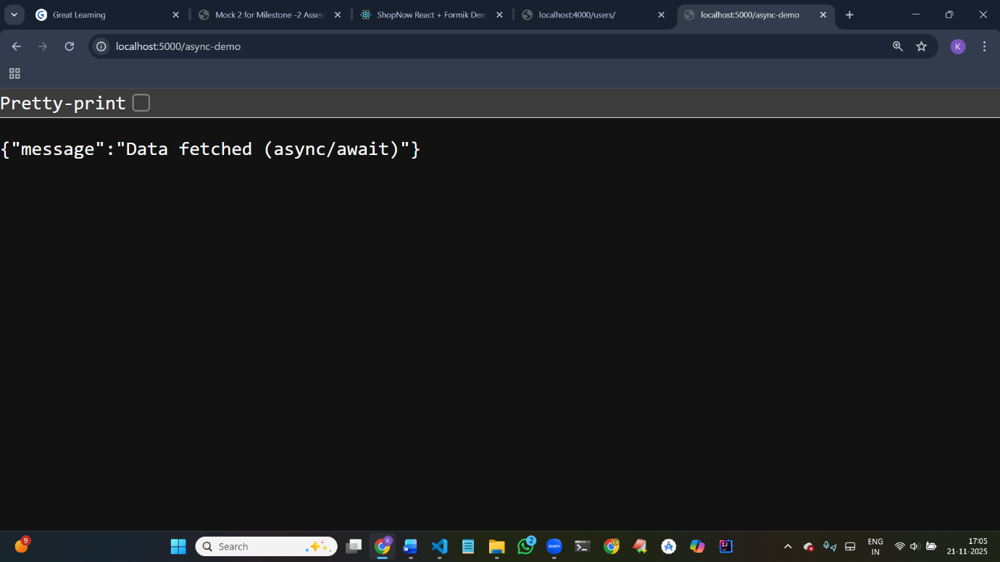 Great Learning
Mock 2 for Milestone -2 Asses
ShopNow React + Formik Dem
localhost:4000/users/
localhost:5000/async-demo
localhost:5000/async-demo
K
Pretty-print
{"message":"Data fetched (async/await)"}
9
Search
K
2
zoom
ENG
IN
17:05
21-11-2025